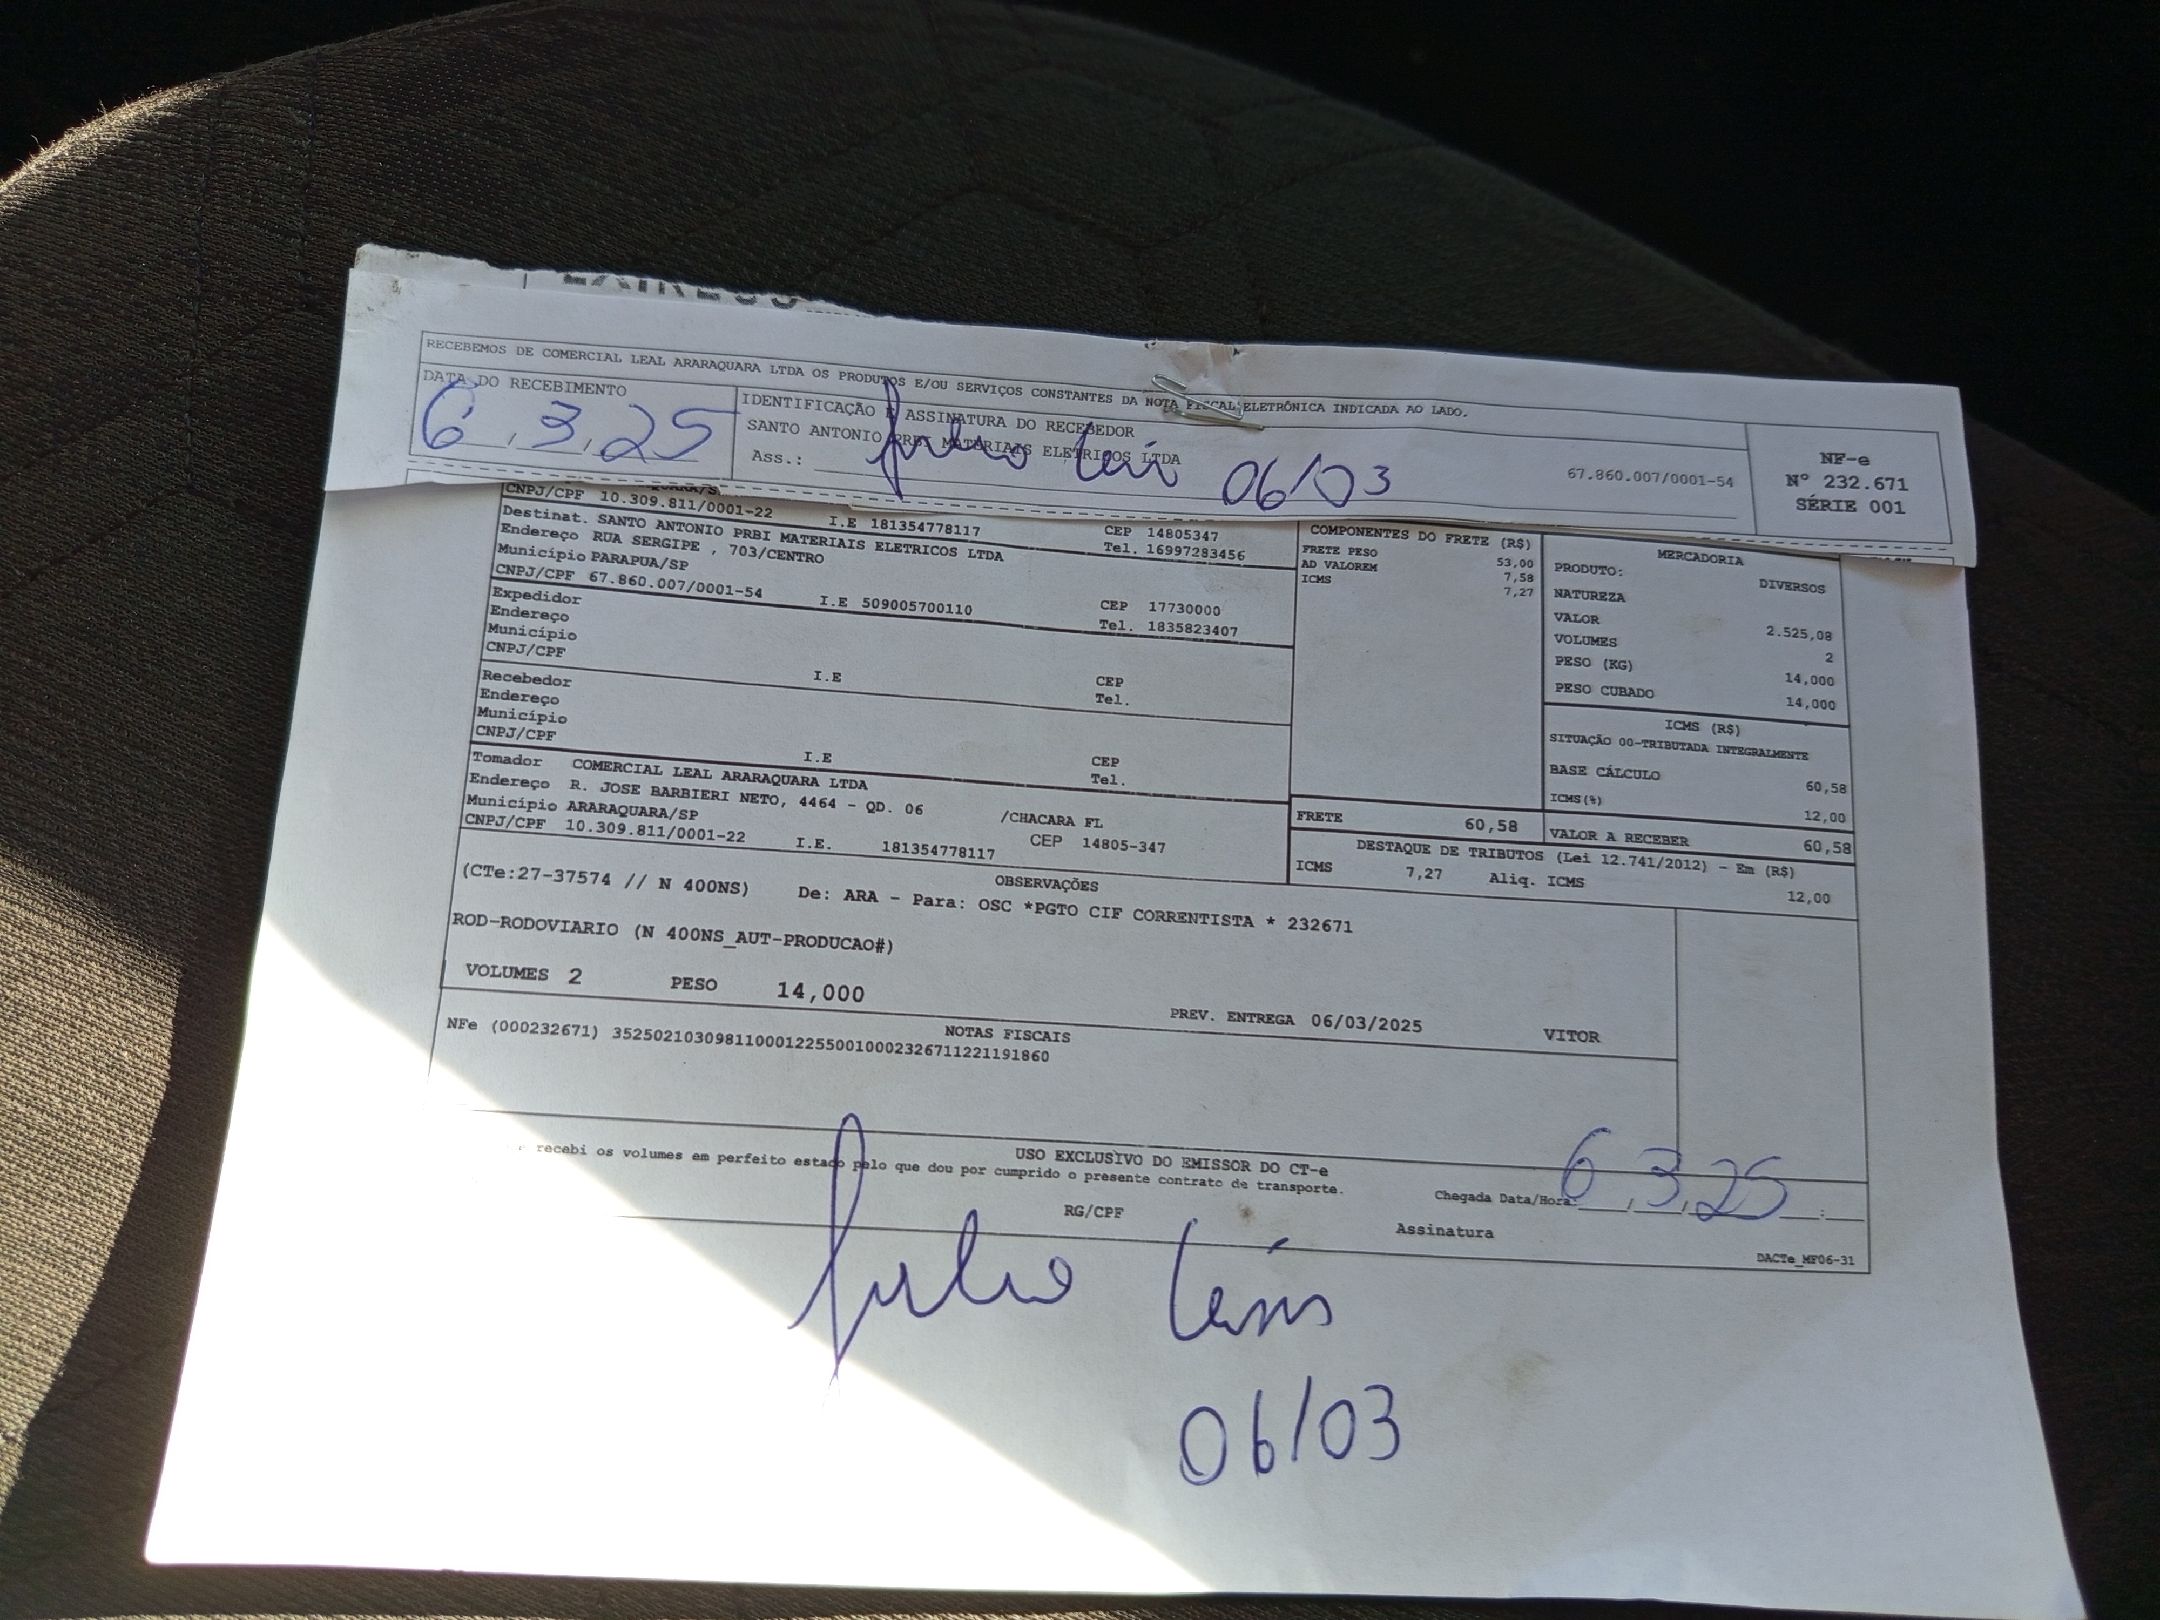 RECEBEMOS DE COMERCIAL LEAL ARARAQUARA LTDA OS PRODUTOS E/OU SERVIÇOS CONSTANTES DA NOTA FISCAL ELETRÔNICA INDICADA AO LADO.
DATA DO RECEBIMENTO
6, 3, 25
IDENTIFICAÇÃO E ASSINATURA DO RECEBEDOR
SANTO ANTONIO PRBI MATERIAIS ELETRICOS LTDA
Ass.:
06/03
67.860.007/0001-54
NF-e
Nº 232.671
SÉRIE 001
CNPJ/CPF 10.309.811/0001-22 I.E 181354778117 CEP 14805347
Tel. 16997283456
Destinat. SANTO ANTONIO PRBI MATERIAIS ELETRICOS LTDA
Endereço RUA SERGIPE , 703/CENTRO
Município PARAPUA/SP CEP 17730000
CNPJ/CPF 67.860.007/0001-54 I.E 509005700110 Tel. 1835823407
Expedidor
Endereço
Município CEP
CNPJ/CPF I.E Tel.
Recebedor
Endereço
Município CEP
CNPJ/CPF I.E Tel.
Tomador COMERCIAL LEAL ARARAQUARA LTDA
Endereço R. JOSE BARBIERI NETO, 4464 - QD. 06 /CHACARA FL
Município ARARAQUARA/SP CEP 14805-347
CNPJ/CPF 10.309.811/0001-22 I.E. 181354778117
COMPONENTES DO FRETE (R$)
FRETE PESO 53,00
AD VALOREM 7,58
ICMS 7,27
FRETE 60,58
MERCADORIA
PRODUTO: DIVERSOS
NATUREZA
VALOR 2.525,08
VOLUMES 2
PESO (KG) 14,000
PESO CUBADO 14,000
ICMS (R$)
SITUAÇÃO 00-TRIBUTADA INTEGRALMENTE
BASE CÁLCULO 60,58
ICMS(%) 12,00
VALOR A RECEBER 60,58
DESTAQUE DE TRIBUTOS (Lei 12.741/2012) - Em (R$)
ICMS 7,27 Aliq. ICMS 12,00
OBSERVAÇÕES
(CTe:27-37574 // N 400NS) De: ARA - Para: OSC *PGTO CIF CORRENTISTA * 232671
ROD-RODOVIARIO (N 400NS_AUT-PRODUCAO#)
VOLUMES 2 PESO 14,000 PREV. ENTREGA 06/03/2025 VITOR
NOTAS FISCAIS
NFe (000232671) 35250210309811000122550010002326711221191860
USO EXCLUSIVO DO EMISSOR DO CT-e
recebi os volumes em perfeito estado pelo que dou por cumprido o presente contrato de transporte.
Chegada Data/Hora: 6, 3, 25
RG/CPF
Assinatura
DACTe_MF06-31
06/03